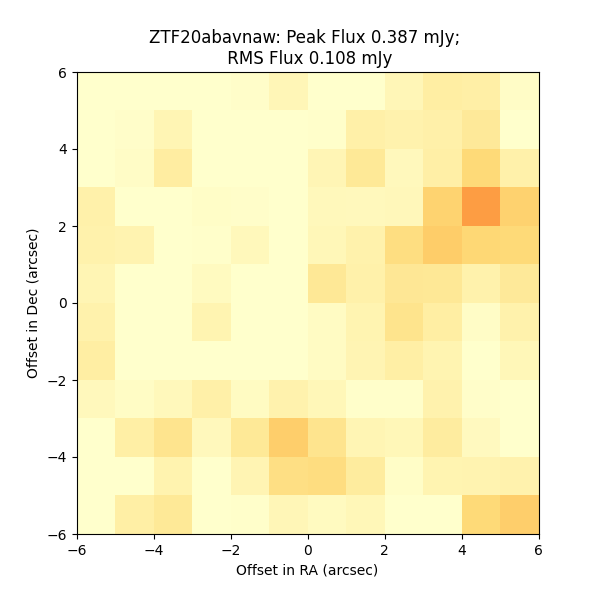 ZTF20abavnaw: Peak Flux 0.387 mJy;
RMS Flux 0.108 mJy
6
4
2
0
−2
−4
−6
Offset in Dec (arcsec)
−6 −4 −2 0 2 4 6
Offset in RA (arcsec)